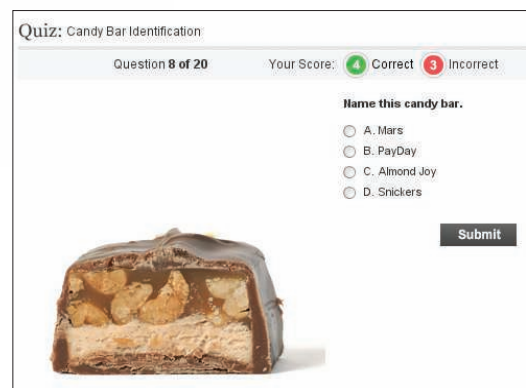 Quiz: Candy Bar Identification
Question 8 of 20 Your Score: 4 Correct 3 Incorrect
Name this candy bar.
A. Mars
B. PayDay
C. Almond Joy
D. Snickers
Submit